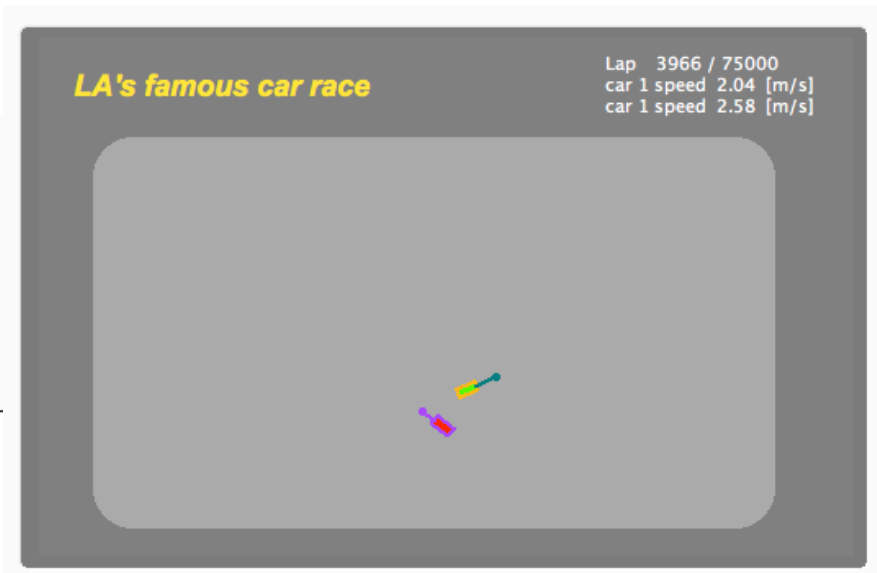 LA's famous car race
Lap 3966 / 75000
car 1 speed 2.04 [m/s]
car 1 speed 2.58 [m/s]